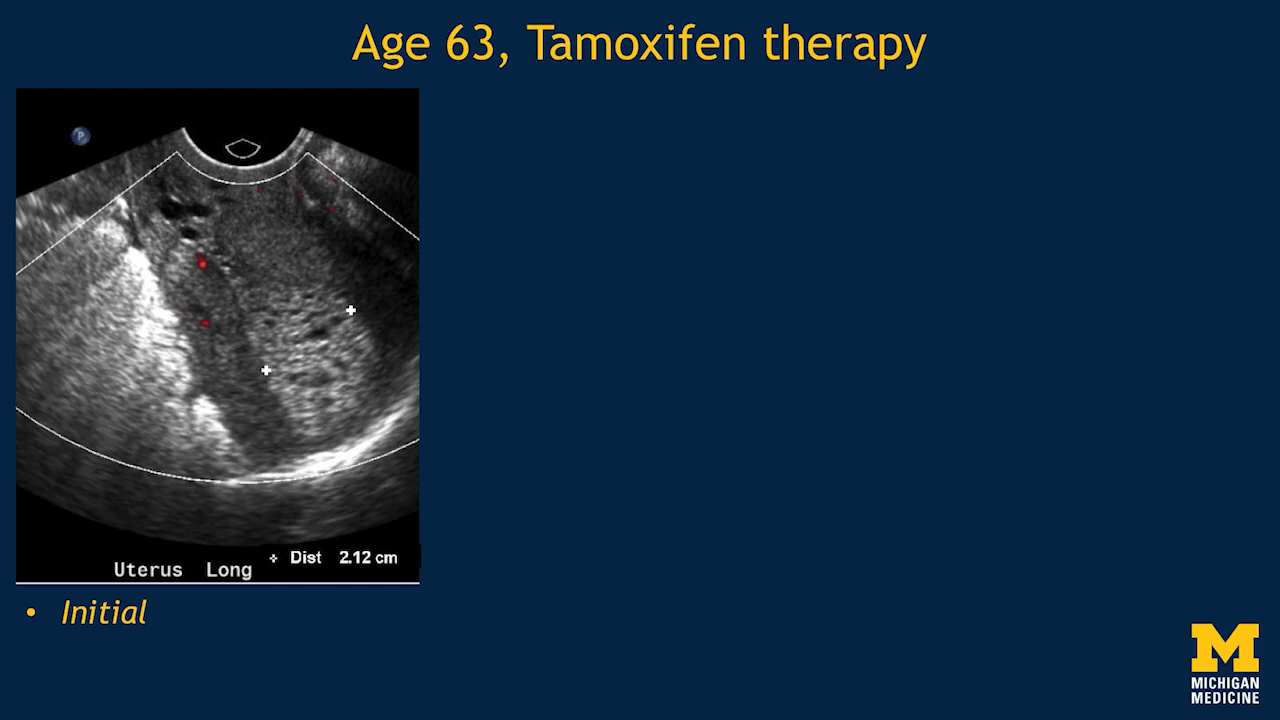 Age 63, Tamoxifen therapy
P
÷ Dist 2.12 cm
Uterus Long
• Initial
M
MICHIGAN
MEDICINE